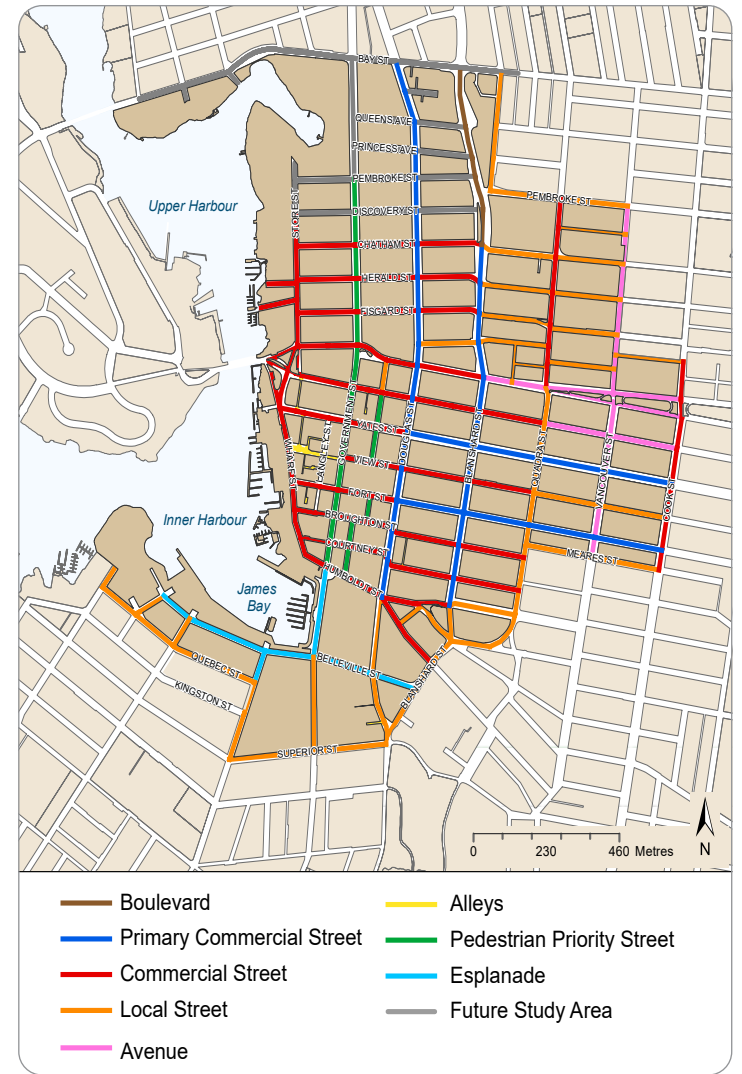 BAY ST
QUEENS AVE
PRINCESS AVE
PEMBROKE ST
PEMBROKE ST
Upper Harbour
STORE ST
DISCOVERY ST
CHATHAM ST
HERALD ST
FISGARD ST
GOVERNMENT ST
DOUGLAS ST
BLANSHARD ST
YATES ST
LANGLEY ST
WHARF ST
VIEW ST
QUADRA ST
VANCOUVER ST
COOK ST
FORT ST
Inner Harbour
BROUGHTON ST
COURTNEY ST
MEARES ST
HUMBOLDT ST
James
Bay
BELLEVILLE ST
QUEBEC ST
BLANSHARD ST
KINGSTON ST
SUPERIOR ST
0 230 460 Metres
N
Boulevard
Primary Commercial Street
Commercial Street
Local Street
Avenue
Alleys
Pedestrian Priority Street
Esplanade
Future Study Area